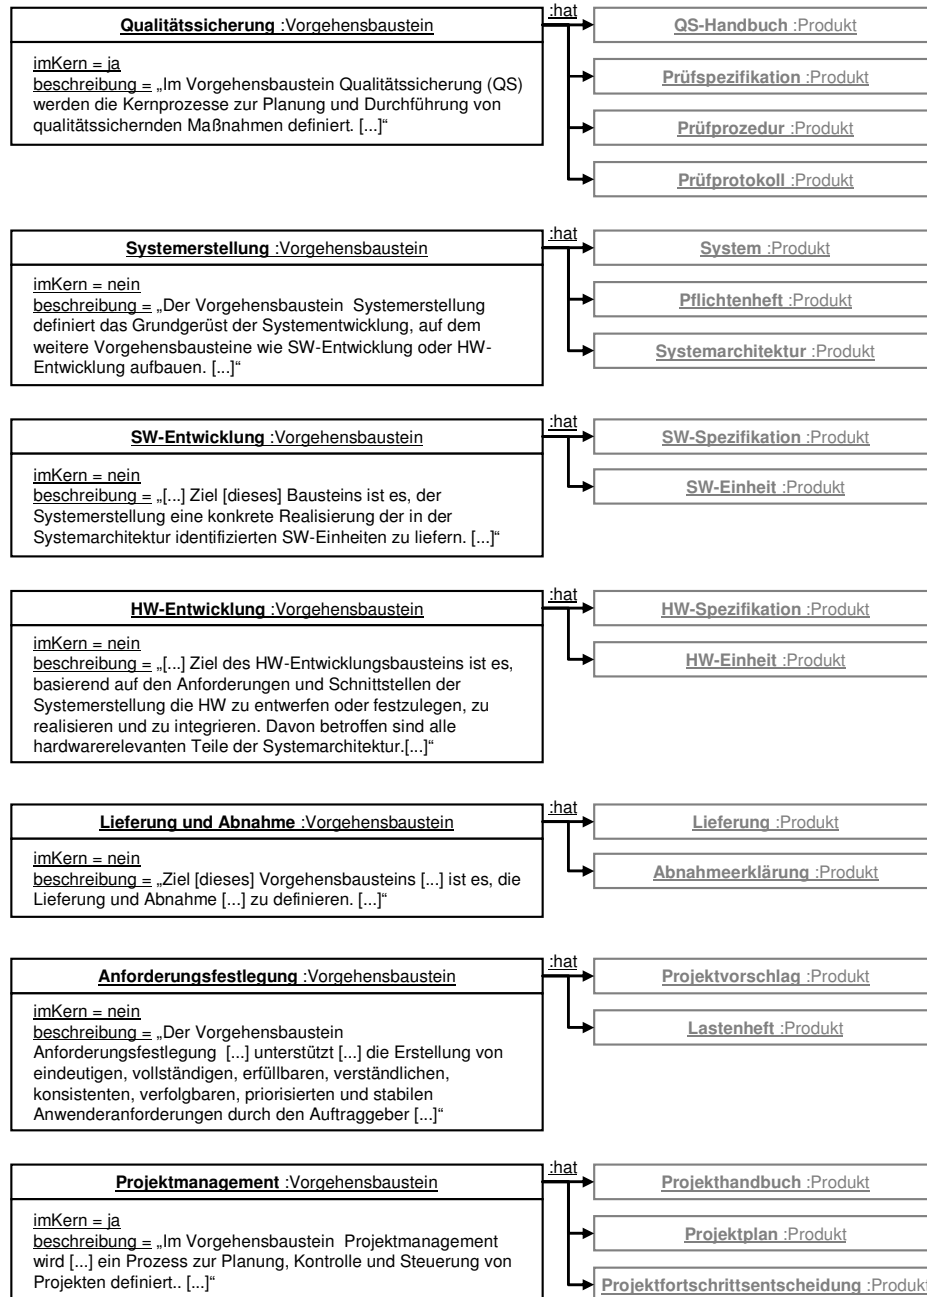 Qualitätssicherung :Vorgehensbaustein
imKern = ja
beschreibung = „Im Vorgehensbaustein Qualitätssicherung (QS)
werden die Kernprozesse zur Planung und Durchführung von
qualitätssichernden Maßnahmen definiert. [...]“
:hat
QS-Handbuch :Produkt
Prüfspezifikation :Produkt
Prüfprozedur :Produkt
Prüfprotokoll :Produkt
Systemerstellung :Vorgehensbaustein
imKern = nein
beschreibung = „Der Vorgehensbaustein Systemerstellung
definiert das Grundgerüst der Systementwicklung, auf dem
weitere Vorgehensbausteine wie SW-Entwicklung oder HW-
Entwicklung aufbauen. [...]“
:hat
System :Produkt
Pflichtenheft :Produkt
Systemarchitektur :Produkt
SW-Entwicklung :Vorgehensbaustein
imKern = nein
beschreibung = „[...] Ziel [dieses] Bausteins ist es, der
Systemerstellung eine konkrete Realisierung der in der
Systemarchitektur identifizierten SW-Einheiten zu liefern. [...]“
:hat
SW-Spezifikation :Produkt
SW-Einheit :Produkt
HW-Entwicklung :Vorgehensbaustein
imKern = nein
beschreibung = „[...] Ziel des HW-Entwicklungsbausteins ist es,
basierend auf den Anforderungen und Schnittstellen der
Systemerstellung die HW zu entwerfen oder festzulegen, zu
realisieren und zu integrieren. Davon betroffen sind alle
hardwarerelevanten Teile der Systemarchitektur.[...]“
:hat
HW-Spezifikation :Produkt
HW-Einheit :Produkt
Lieferung und Abnahme :Vorgehensbaustein
imKern = nein
beschreibung = „Ziel [dieses] Vorgehensbausteins [...] ist es, die
Lieferung und Abnahme [...] zu definieren. [...]“
:hat
Lieferung :Produkt
Abnahmeerklärung :Produkt
Anforderungsfestlegung :Vorgehensbaustein
imKern = nein
beschreibung = „Der Vorgehensbaustein
Anforderungsfestlegung [...] unterstützt [...] die Erstellung von
eindeutigen, vollständigen, erfüllbaren, verständlichen,
konsistenten, verfolgbaren, priorisierten und stabilen
Anwenderanforderungen durch den Auftraggeber [...]“
:hat
Projektvorschlag :Produkt
Lastenheft :Produkt
Projektmanagement :Vorgehensbaustein
imKern = ja
beschreibung = „Im Vorgehensbaustein Projektmanagement
wird [...] ein Prozess zur Planung, Kontrolle und Steuerung von
Projekten definiert.. [...]“
:hat
Projekthandbuch :Produkt
Projektplan :Produkt
Projektfortschrittsentscheidung :Produkt